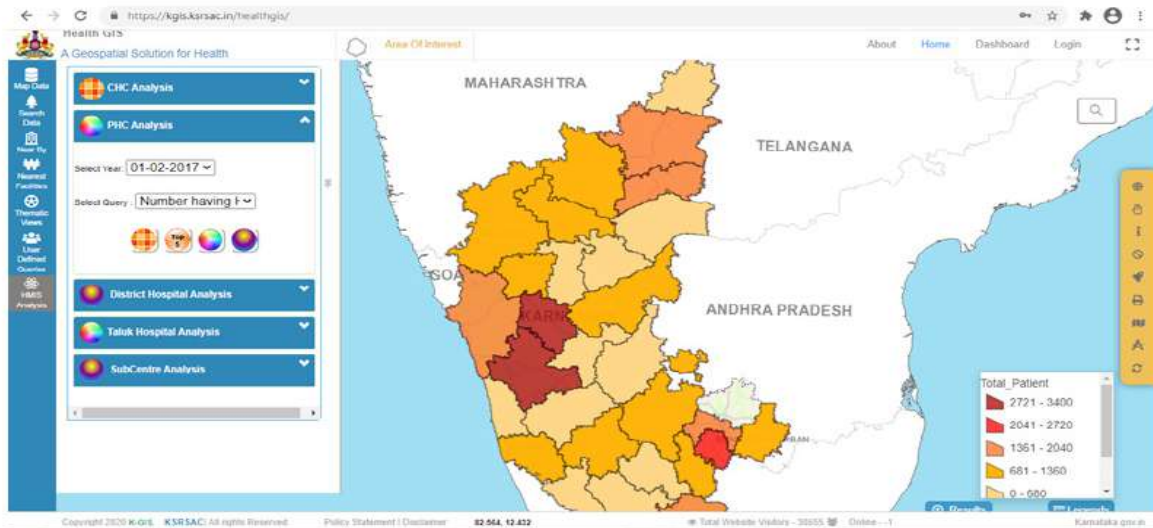 https://kgis.ksrsac.in/healthgis/
Health GIS
A Geospatial Solution for Health
Area Of Interest
About
Home
Dashboard
Login
Map Data
Search Data
Near By
Nearest Facilities
Thematic Views
User Defined Queries
HMIS Analysis
CHC Analysis
PHC Analysis
Select Year: 01-02-2017
Select Query : Number having H
Top 5
District Hospital Analysis
Taluk Hospital Analysis
SubCentre Analysis
MAHARASHTRA
TELANGANA
GOA
KARN
ANDHRA PRADESH
Total_Patient
2721 - 3400
2041 - 2720
1361 - 2040
681 - 1360
0 - 680
Results
Legends
Copyright 2020 K-GIS, KSRSAC| All rights Reserved.
Policy Statement | Disclaimer
82.564, 12.432
Total Website Visitors - 30655
Online - -1
Karnataka.gov.in